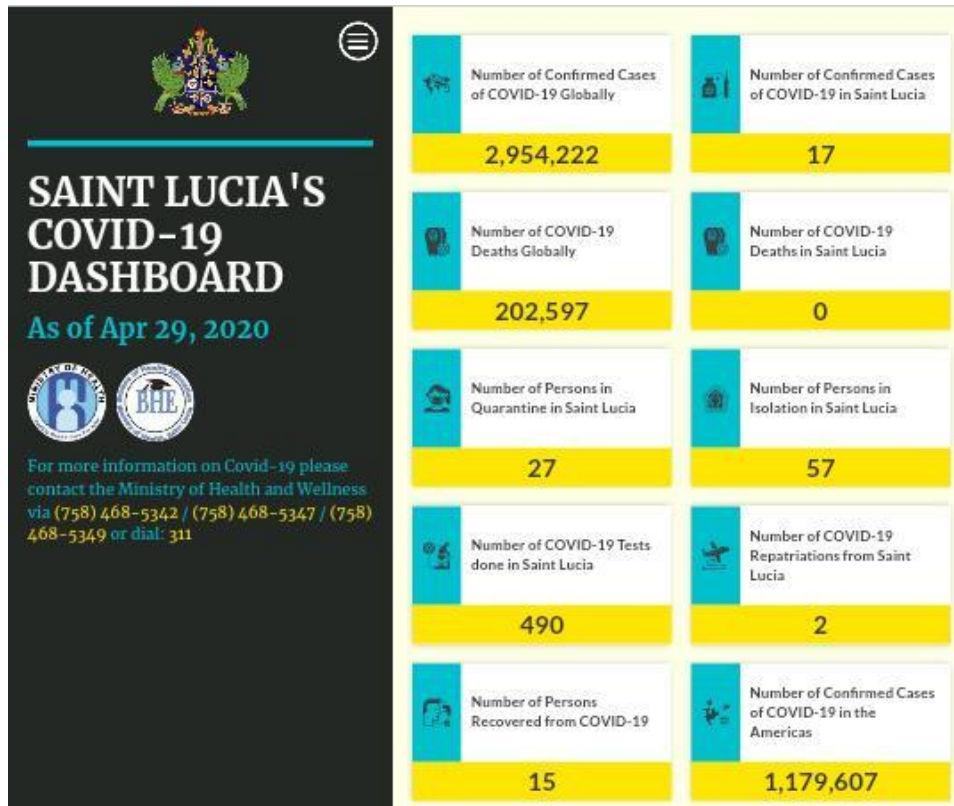 SAINT LUCIA'S
COVID-19
DASHBOARD
As of Apr 29, 2020
MINISTRY OF HEALTH
BHE
For more information on Covid-19 please
contact the Ministry of Health and Wellness
via (758) 468-5342 / (758) 468-5347 / (758)
468-5349 or dial: 311
Number of Confirmed Cases
of COVID-19 Globally
2,954,222
Number of Confirmed Cases
of COVID-19 in Saint Lucia
17
Number of COVID-19
Deaths Globally
202,597
Number of COVID-19
Deaths in Saint Lucia
0
Number of Persons in
Quarantine in Saint Lucia
27
Number of Persons in
Isolation in Saint Lucia
57
Number of COVID-19 Tests
done in Saint Lucia
490
Number of COVID-19
Repatriations from Saint
Lucia
2
Number of Persons
Recovered from COVID-19
15
Number of Confirmed Cases
of COVID-19 in the
Americas
1,179,607